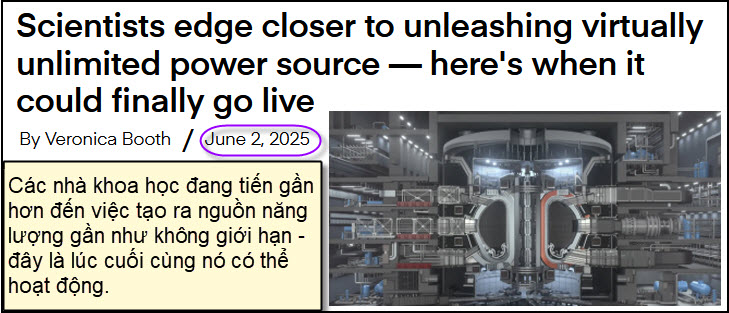 Scientists edge closer to unleashing virtually
unlimited power source — here's when it
could finally go live
By Veronica Booth / June 2, 2025
Các nhà khoa học đang tiến gần
hơn đến việc tạo ra nguồn năng
lượng gần như không giới hạn -
đây là lúc cuối cùng nó có thể
hoạt động.